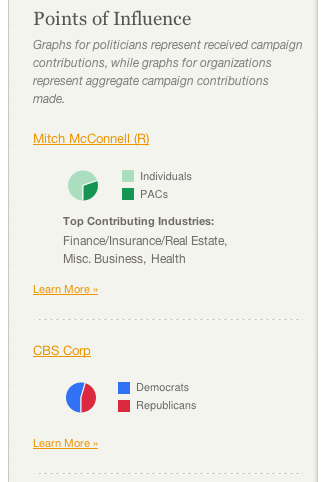 Points of Influence
Graphs for politicians represent received campaign
contributions, while graphs for organizations
represent aggregate campaign contributions
made.
Mitch McConnell (R)
Individuals
PACs
Top Contributing Industries:
Finance/Insurance/Real Estate,
Misc. Business, Health
Learn More »
CBS Corp
Democrats
Republicans
Learn More »